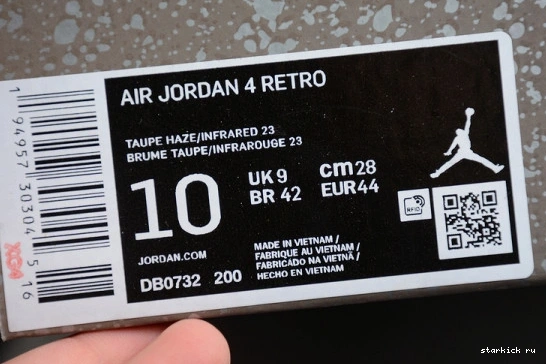 AIR JORDAN 4 RETRO
TAUPE HAZE/INFRARED 23
BRUME TAUPE/INFRAROUGE 23
10
UK 9
cm 28
BR 42
EUR 44
RFID
JORDAN.COM
DB0732 200
MADE IN VIETNAM /
FABRIQUE AU VIETNAM /
FABRICADO NA VIETNÃ /
HECHO EN VIETNAM
1 94957 30304 5 16
starkick ru